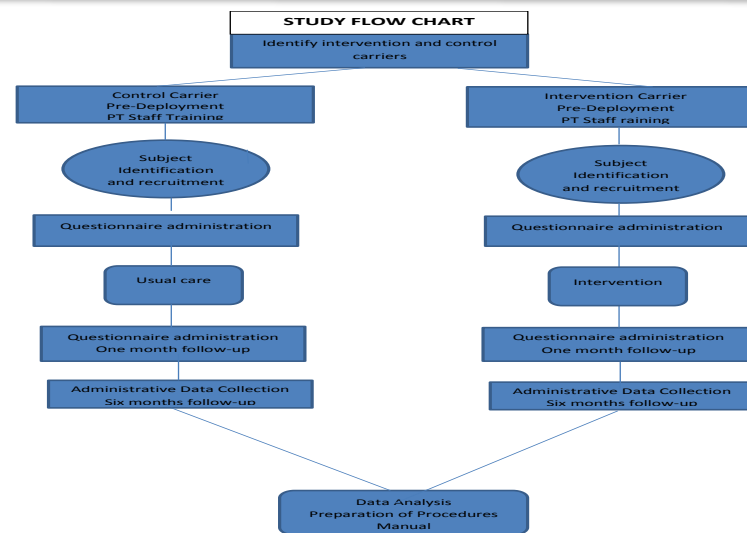 STUDY FLOW CHART
Identify intervention and control
carriers
Control Carrier
Pre-Deployment
PT Staff Training
Intervention Carrier
Pre-Deployment
PT Staff raining
Subject
Identification
and recruitment
Subject
Identification
and recruitment
Questionnaire administration
Questionnaire administration
Usual care
Intervention
Questionnaire administration
One month follow-up
Questionnaire administration
One month follow-up
Administrative Data Collection
Six months follow-up
Administrative Data Collection
Six months follow-up
Data Analysis
Preparation of Procedures
Manual